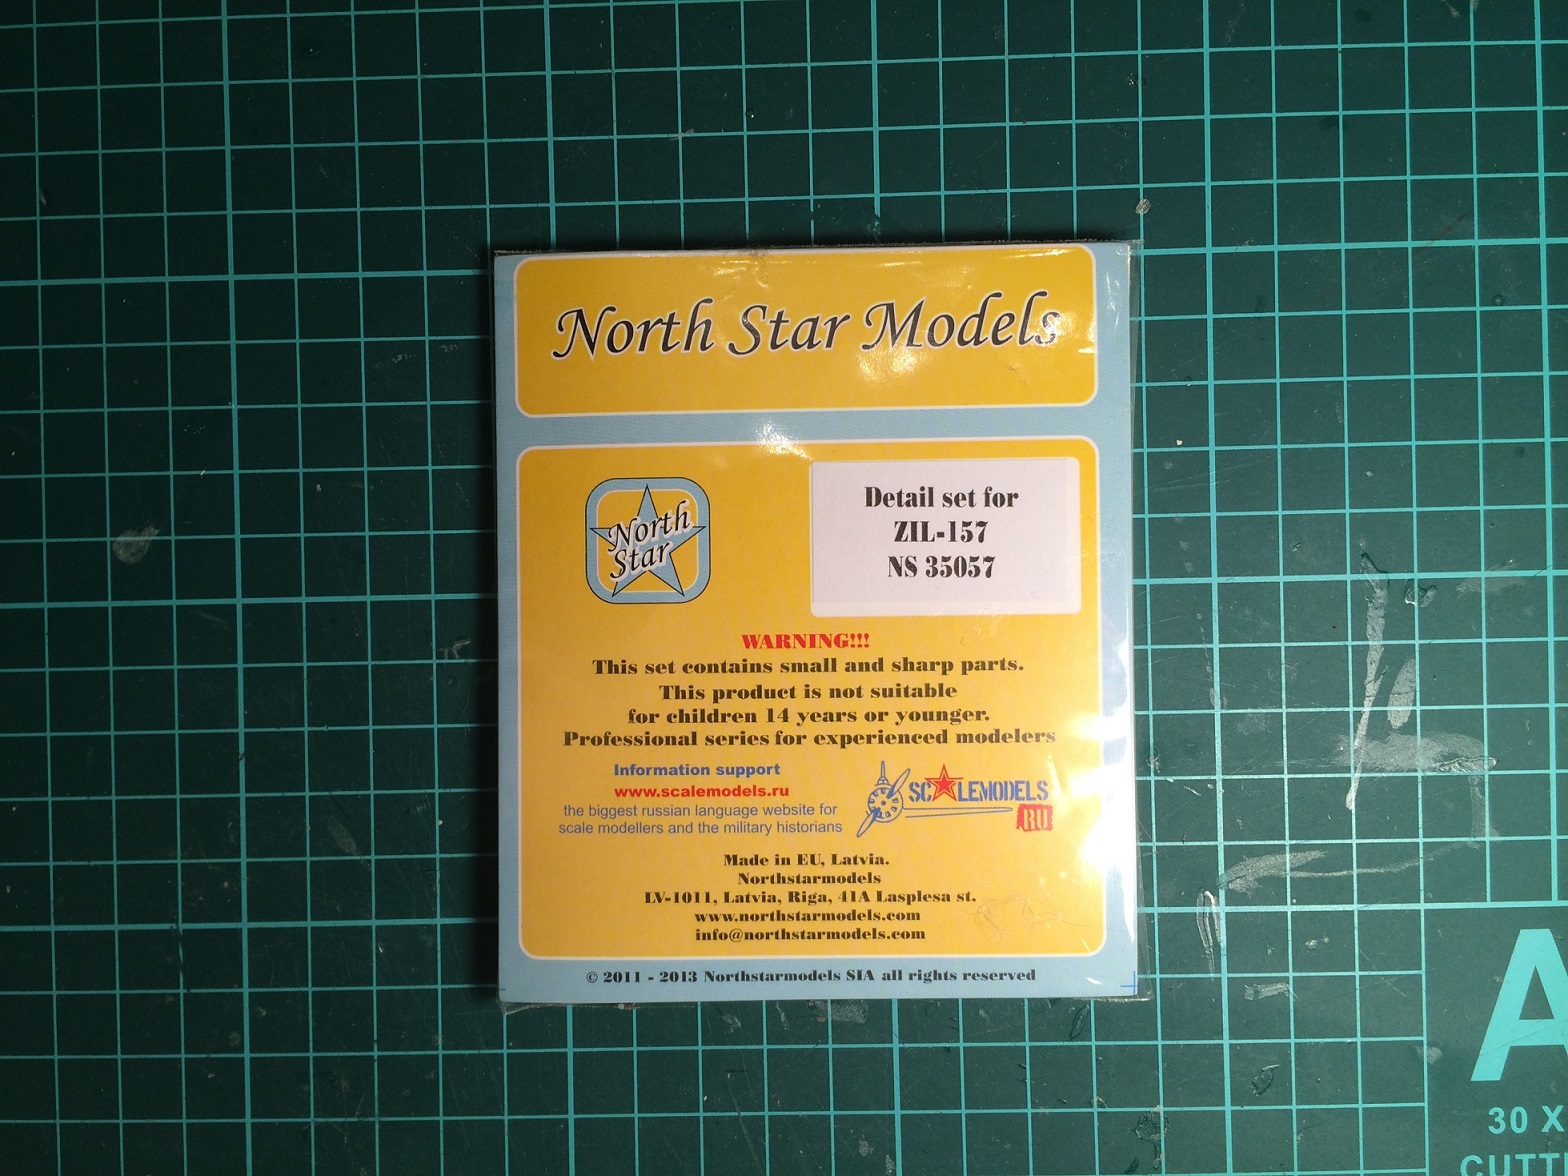 North Star Models
North
Star
Detail set for
ZIL-157
NS 35057
WARNING!!!
This set contains small and sharp parts.
This product is not suitable
for children 14 years or younger.
Professional series for experienced modelers
Information support
www.scalemodels.ru
the biggest russian language website for
scale modellers and the military historians
SCALEMODELS
RU
Made in EU, Latvia.
Northstarmodels.
LV-1011, Latvia, Riga, 41A Lasplesa st.
www.northstarmodels.com
info@northstarmodels.com
© 2011 - 2013 Northstarmodels SIA all rights reserved
A
30 X